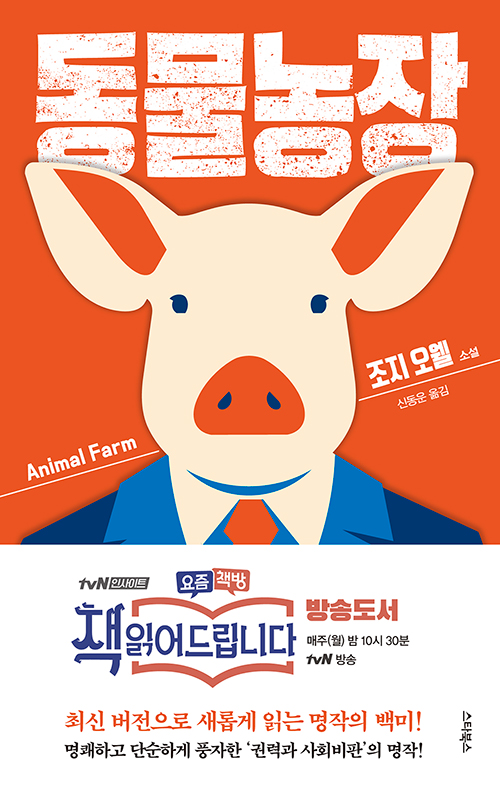 동물농장
조지 오웰 소설
신동운 옮김
Animal Farm
tvN 인사이트
요즘 책방
책 읽어드립니다
방송도서
매주(월) 밤 10시 30분
tvN 방송
최신 버전으로 새롭게 읽는 명작의 백미!
명쾌하고 단순하게 풍자한 ‘권력과 사회비판’의 명작!
스타북스